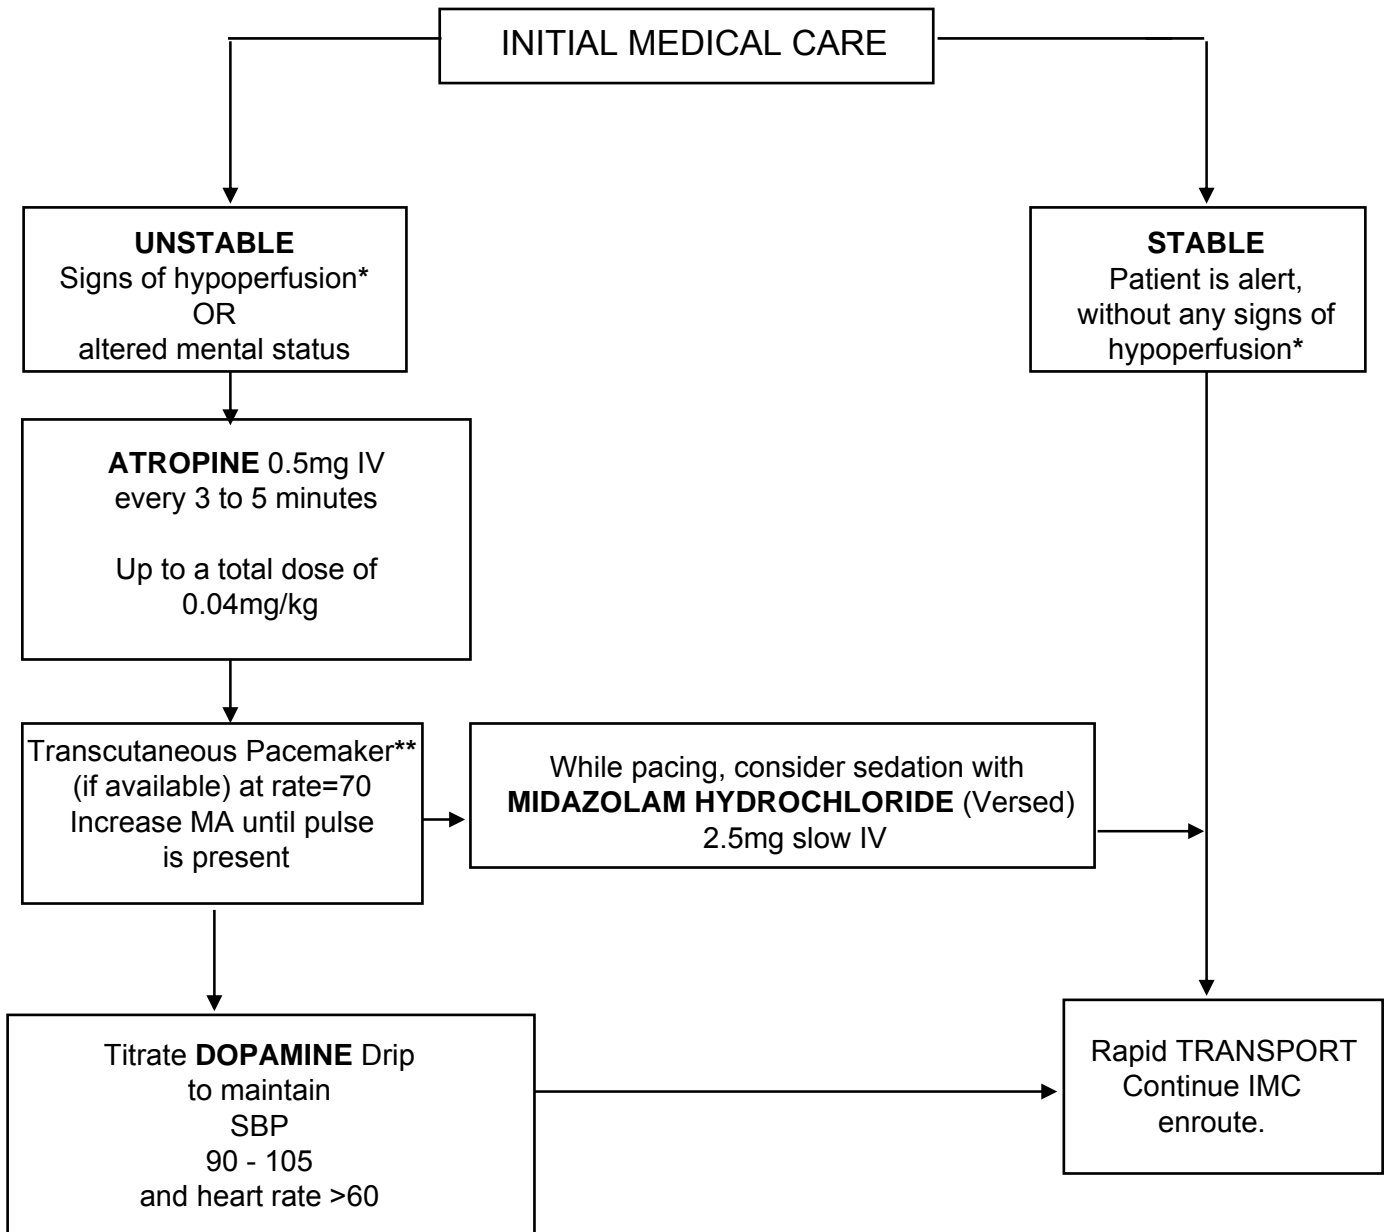 INITIAL MEDICAL CARE
UNSTABLE
Signs of hypoperfusion*
OR
altered mental status
STABLE
Patient is alert,
without any signs of
hypoperfusion*
ATROPINE 0.5mg IV
every 3 to 5 minutes
Up to a total dose of
0.04mg/kg
Transcutaneous Pacemaker**
(if available) at rate=70
Increase MA until pulse
is present
While pacing, consider sedation with
MIDAZOLAM HYDROCHLORIDE (Versed)
2.5mg slow IV
Titrate DOPAMINE Drip
to maintain
SBP
90 - 105
and heart rate >60
Rapid TRANSPORT
Continue IMC
enroute.